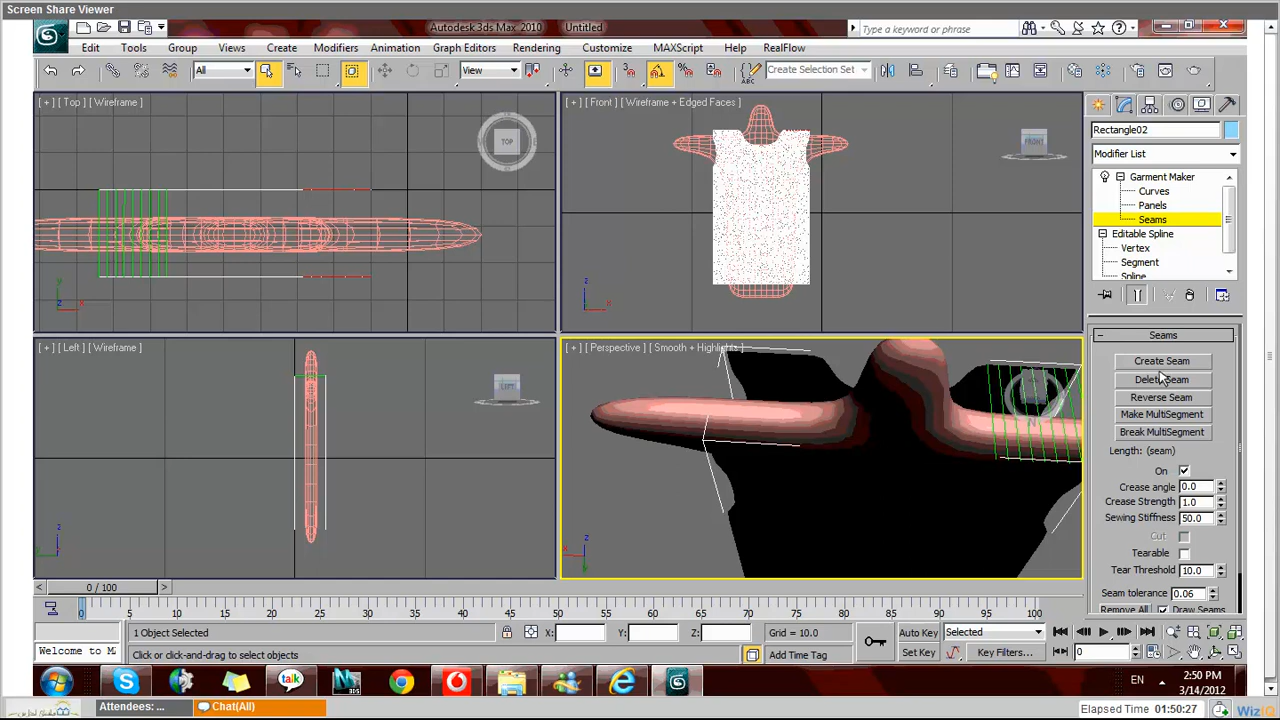 Screen Share Viewer
Autodesk 3ds Max 2010 Untitled
Type a keyword or phrase
Edit Tools Group Views Create Modifiers Animation Graph Editors Rendering Customize MAXScript Help RealFlow
All View Create Selection Set
[ + ] [ Top ] [ Wireframe ]
TOP
[ + ] [ Front ] [ Wireframe + Edged Faces ]
FRONT
[ + ] [ Left ] [ Wireframe ]
LEFT
[ + ] [ Perspective ] [ Smooth + Highlights ]
Rectangle02
Modifier List
Garment Maker
Curves
Panels
Seams
Editable Spline
Vertex
Segment
Spline
Seams
Create Seam
Delete Seam
Reverse Seam
Make MultiSegment
Break MultiSegment
Length: (seam)
On
Crease angle 0.0
Crease Strength 1.0
Sewing Stiffness 50.0
Cut
Tearable
Tear Threshold 10.0
Seam tolerance 0.06
Remove All Draw Seams
0 / 100
0 5 10 15 20 25 30 35 40 45 50 55 60 65 70 75 80 85 90 95 100
1 Object Selected X: Y: Z: Grid = 10.0 Auto Key Selected
Welcome to M Click or click-and-drag to select objects Add Time Tag Set Key Key Filters... 0
talk
EN 2:50 PM
3/14/2012
Attendees: ... Chat(All) Elapsed Time 01:50:27 WizIQ